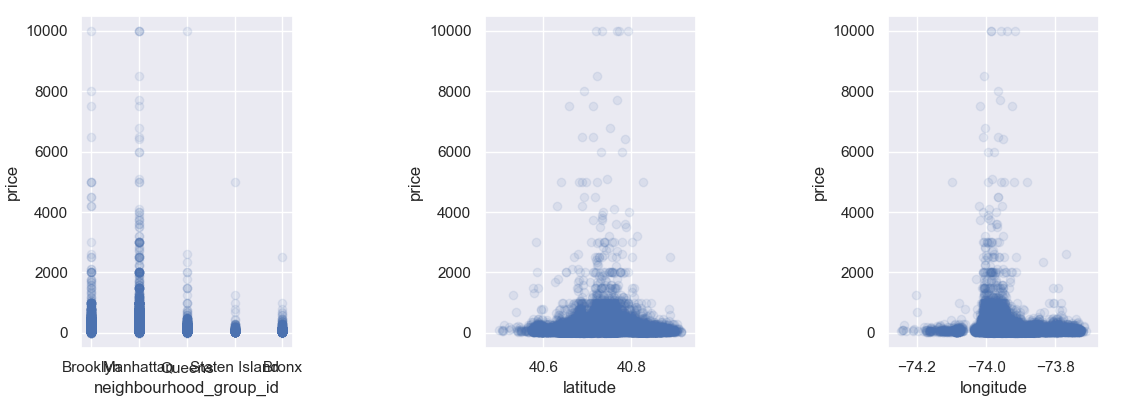 10000
8000
6000
4000
2000
0
price
Brooklyn Manhattan Queens Staten Island Bronx
neighbourhood_group_id
10000
8000
6000
4000
2000
0
price
40.6 40.8
latitude
10000
8000
6000
4000
2000
0
price
−74.2 −74.0 −73.8
longitude